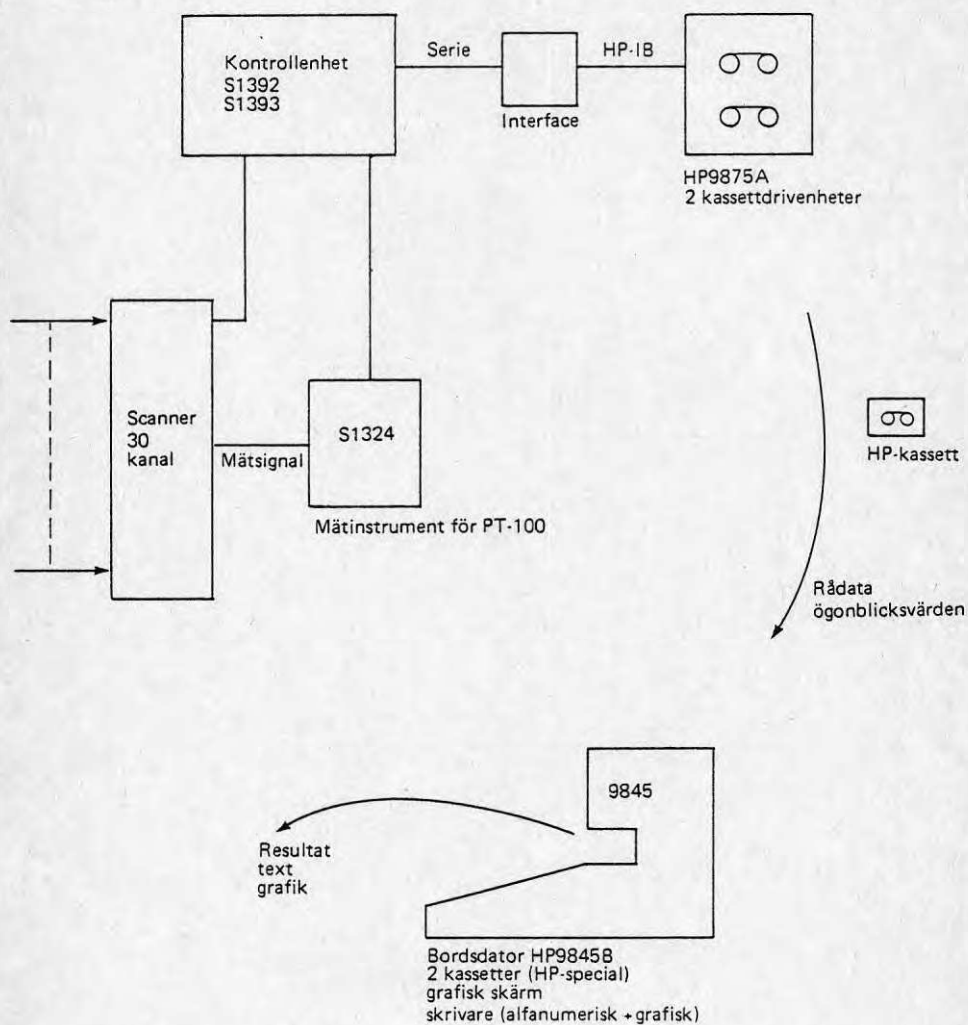 Kontrollenhet
S1392
S1393
Serie
HP-IB
Interface
HP9875A
2 kassettdrivenheter
Scanner
30
kanal
Mätsignal
S1324
Mätinstrument för PT-100
HP-kassett
Rådata
ögonblicksvärden
9845
Resultat
text
grafik
Bordsdator HP9845B
2 kassetter (HP-special)
grafisk skärm
skrivare (alfanumerisk + grafisk)